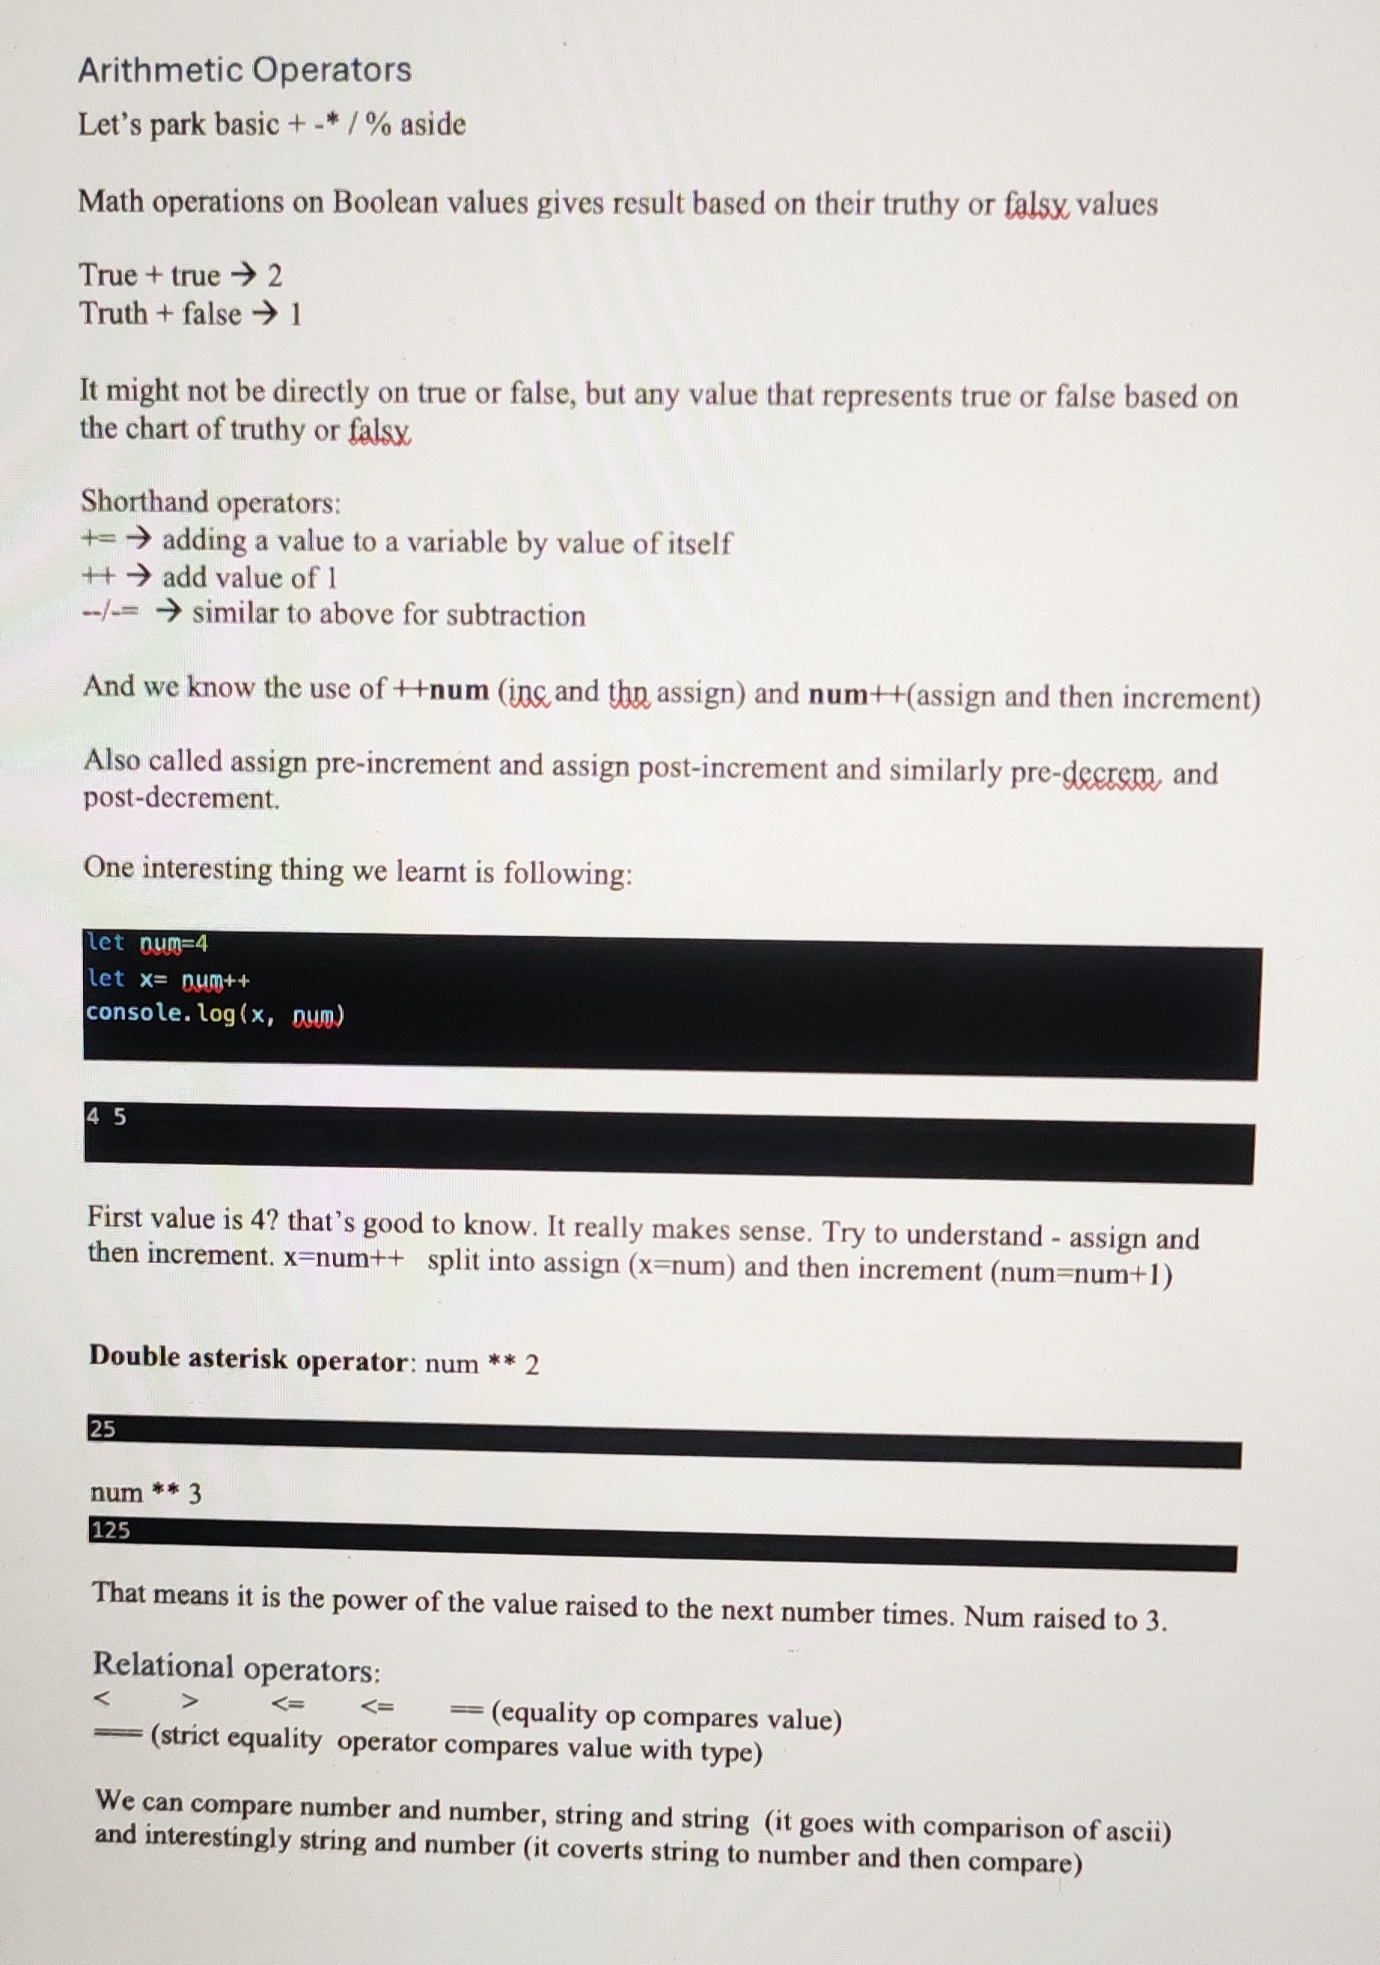 Arithmetic Operators
Let's park basic + -* / % aside
Math operations on Boolean values gives result based on their truthy or falsy values
True + true → 2
Truth + false → 1
It might not be directly on true or false, but any value that represents true or false based on
the chart of truthy or falsy
Shorthand operators:
+= → adding a value to a variable by value of itself
++ → add value of 1
--/-= → similar to above for subtraction
And we know the use of ++num (inc and thn assign) and num++(assign and then increment)
Also called assign pre-increment and assign post-increment and similarly pre-decrem, and
post-decrement.
One interesting thing we learnt is following:
let num=4
let x= num++
console.log(x, num)
4 5
First value is 4? that's good to know. It really makes sense. Try to understand - assign and
then increment. x=num++ split into assign (x=num) and then increment (num=num+1)
Double asterisk operator: num ** 2
25
num ** 3
125
That means it is the power of the value raised to the next number times. Num raised to 3.
Relational operators:
< > <= <= == (equality op compares value)
=== (strict equality operator compares value with type)
We can compare number and number, string and string (it goes with comparison of ascii)
and interestingly string and number (it coverts string to number and then compare)